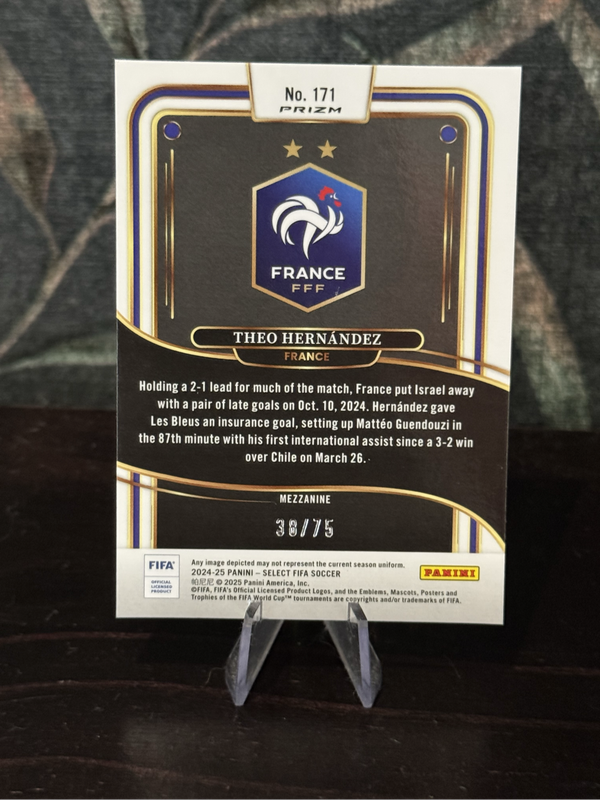 No. 171
PRIZM
FRANCE
FFF
THEO HERNÁNDEZ
FRANCE
Holding a 2-1 lead for much of the match, France put Israel away
with a pair of late goals on Oct. 10, 2024. Hernández gave
Les Bleus an insurance goal, setting up Mattéo Guendouzi in
the 87th minute with his first international assist since a 3-2 win
over Chile on March 26.
MEZZANINE
38/75
FIFA
OFFICIAL
LICENSED
PRODUCT
Any image depicted may not represent the current season uniform.
2024-25 PANINI – SELECT FIFA SOCCER
帕尼尼 © 2025 Panini America, Inc.
©FIFA, FIFA's Official Licensed Product Logos, and the Emblems, Mascots, Posters and
Trophies of the FIFA World Cup™ tournaments are copyrights and/or trademarks of FIFA.
PANINI